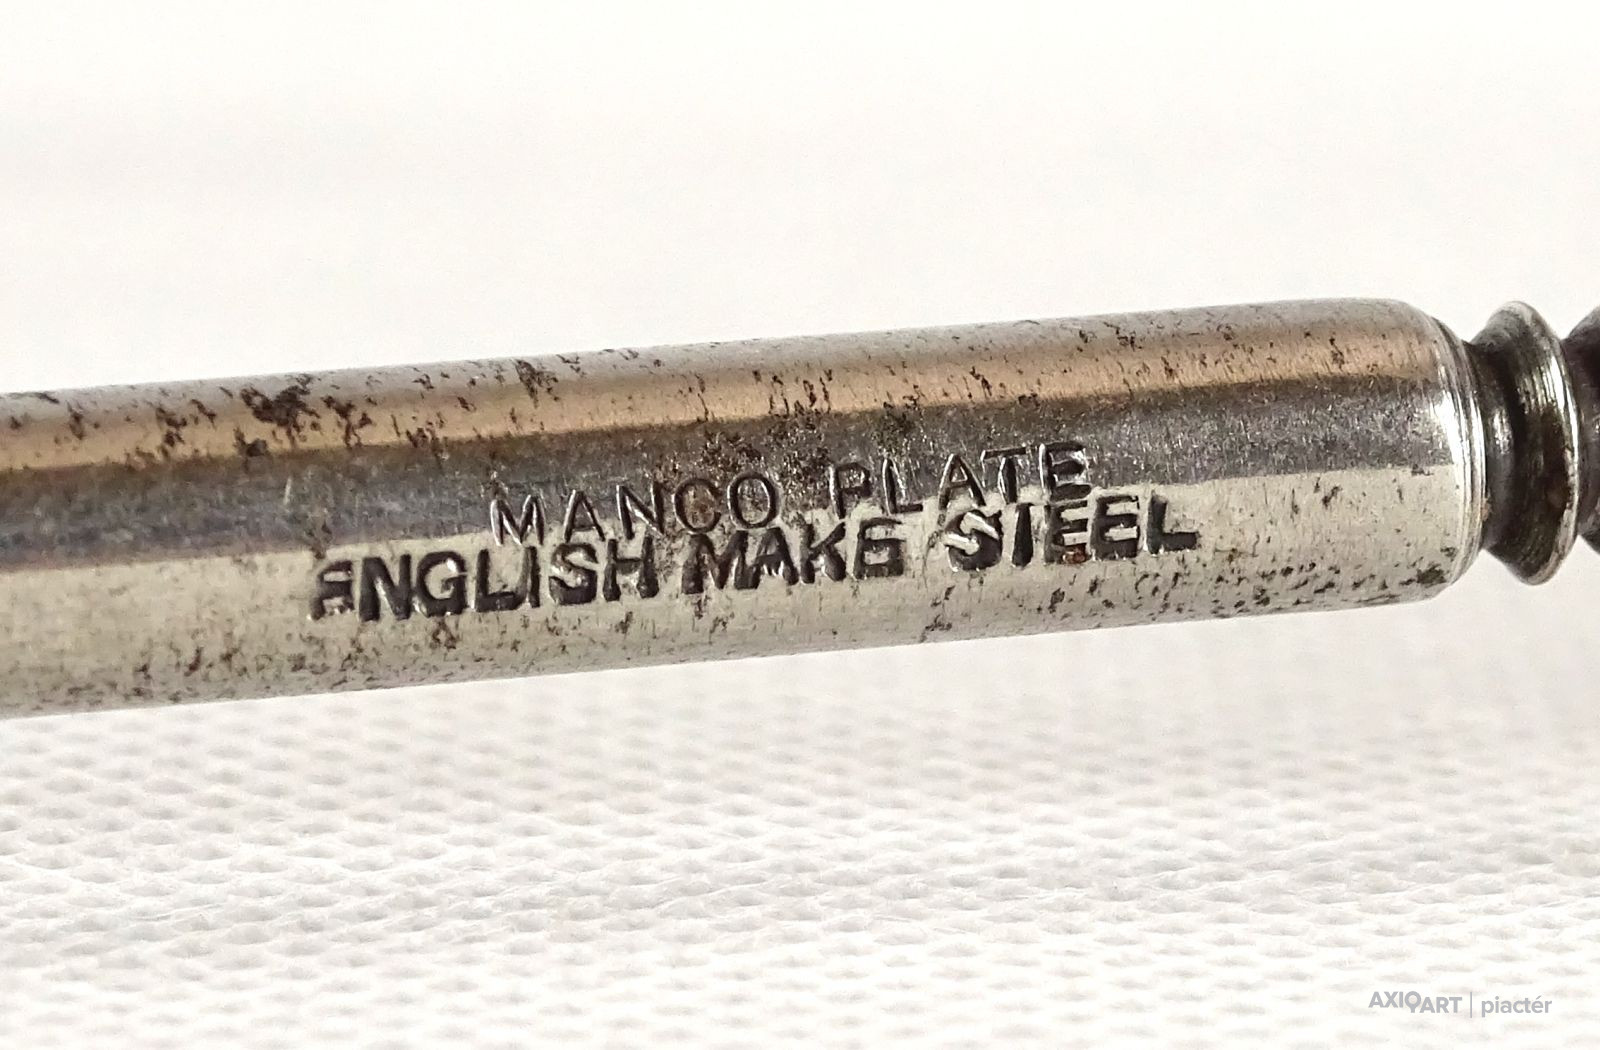 MANCO PLATE
ENGLISH MAKE STEEL
AXIOART | piactér